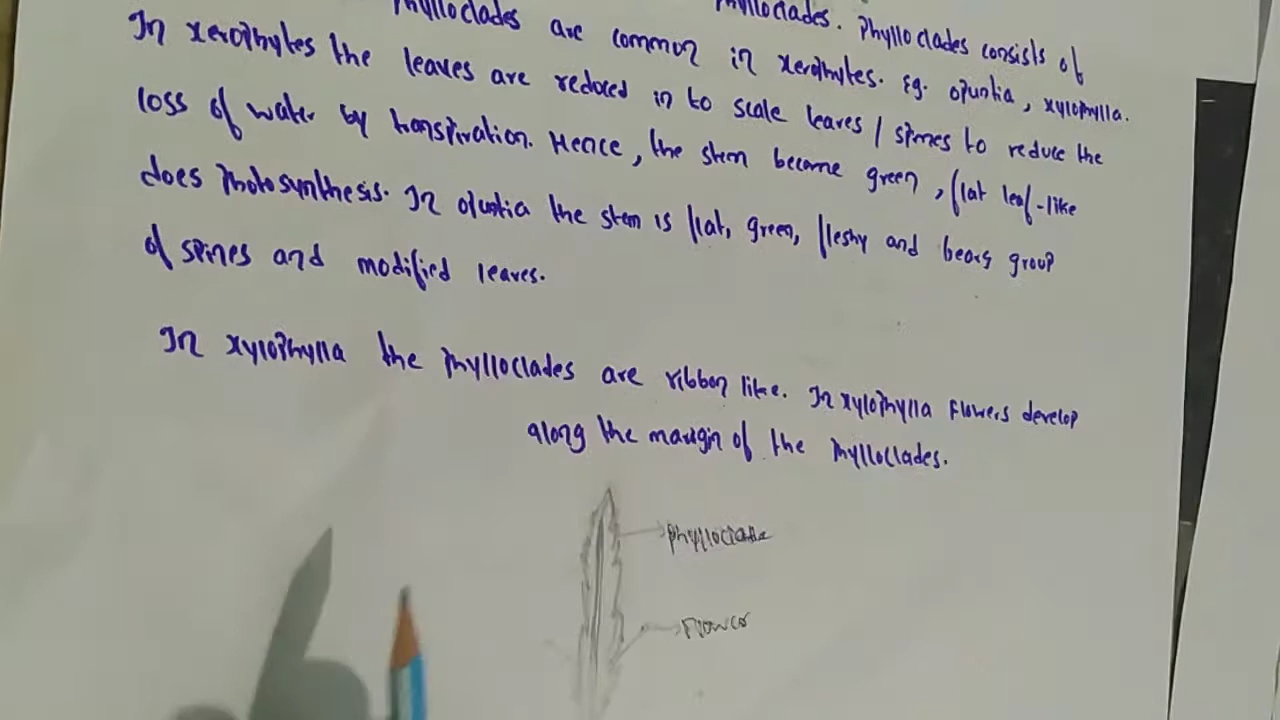 Phylloclades. Phylloclades consists of
Phylloclades are common in xerophytes. Eg. opuntia, xylophylla.
In xerophytes the leaves are reduced in to scale leaves / spines to reduce the
loss of water by transpiration. Hence, the stem become green, flat leaf-like
does Photosynthesis. In opuntia the stem is flat, green, fleshy and bears group
of spines and modified leaves.
In xylophylla the phylloclades are ribbon like. In xylophylla Flowers develop
along the margin of the phylloclades.
phylloclade
Flower